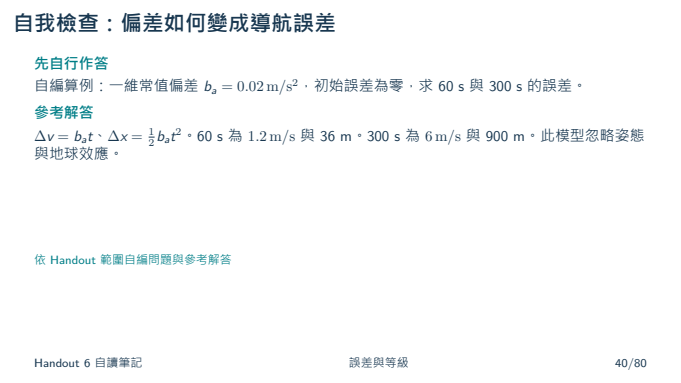 自我檢查：偏差如何變成導航誤差
先自行作答
自編算例：一維常值偏差 bₐ = 0.02 m/s²，初始誤差為零，求 60 s 與 300 s 的誤差。
參考解答
Δv = bₐt、Δx = ½bₐt²。60 s 為 1.2 m/s 與 36 m。300 s 為 6 m/s 與 900 m。此模型忽略姿態
與地球效應。
依 Handout 範圍自編問題與參考解答
Handout 6 自讀筆記 誤差與等級 40/80